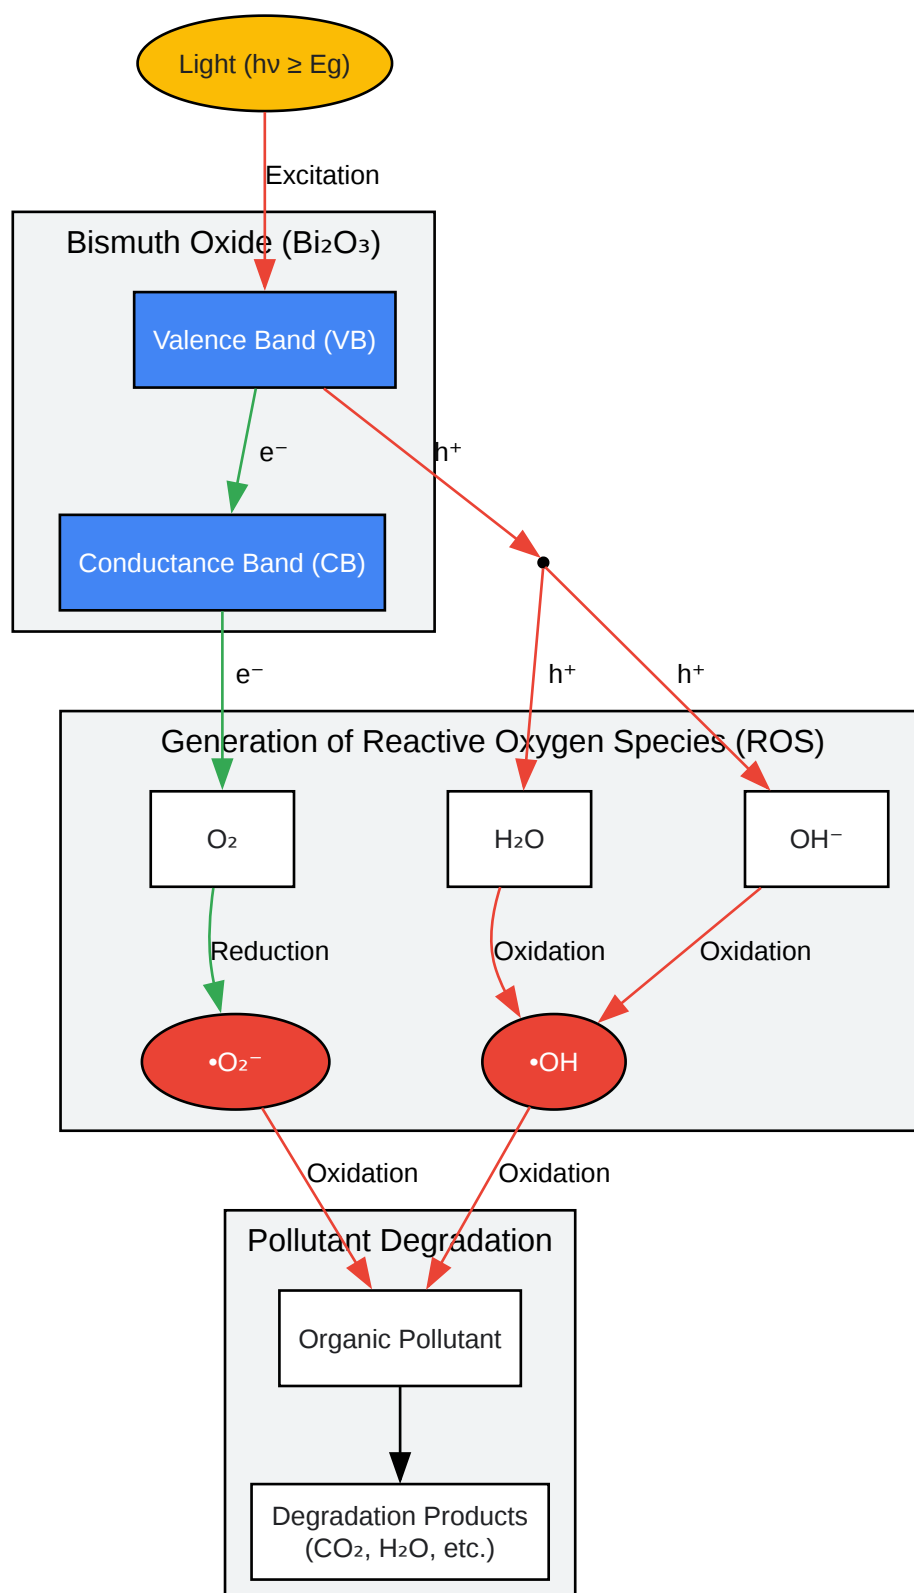 Light (hν ≥ Eg)
Excitation
Bismuth Oxide (Bi₂O₃)
Valence Band (VB)
e⁻
h⁺
Conductance Band (CB)
e⁻
h⁺
h⁺
Generation of Reactive Oxygen Species (ROS)
O₂
H₂O
OH⁻
Reduction
Oxidation
Oxidation
•O₂⁻
•OH
Oxidation
Oxidation
Pollutant Degradation
Organic Pollutant
Degradation Products
(CO₂, H₂O, etc.)